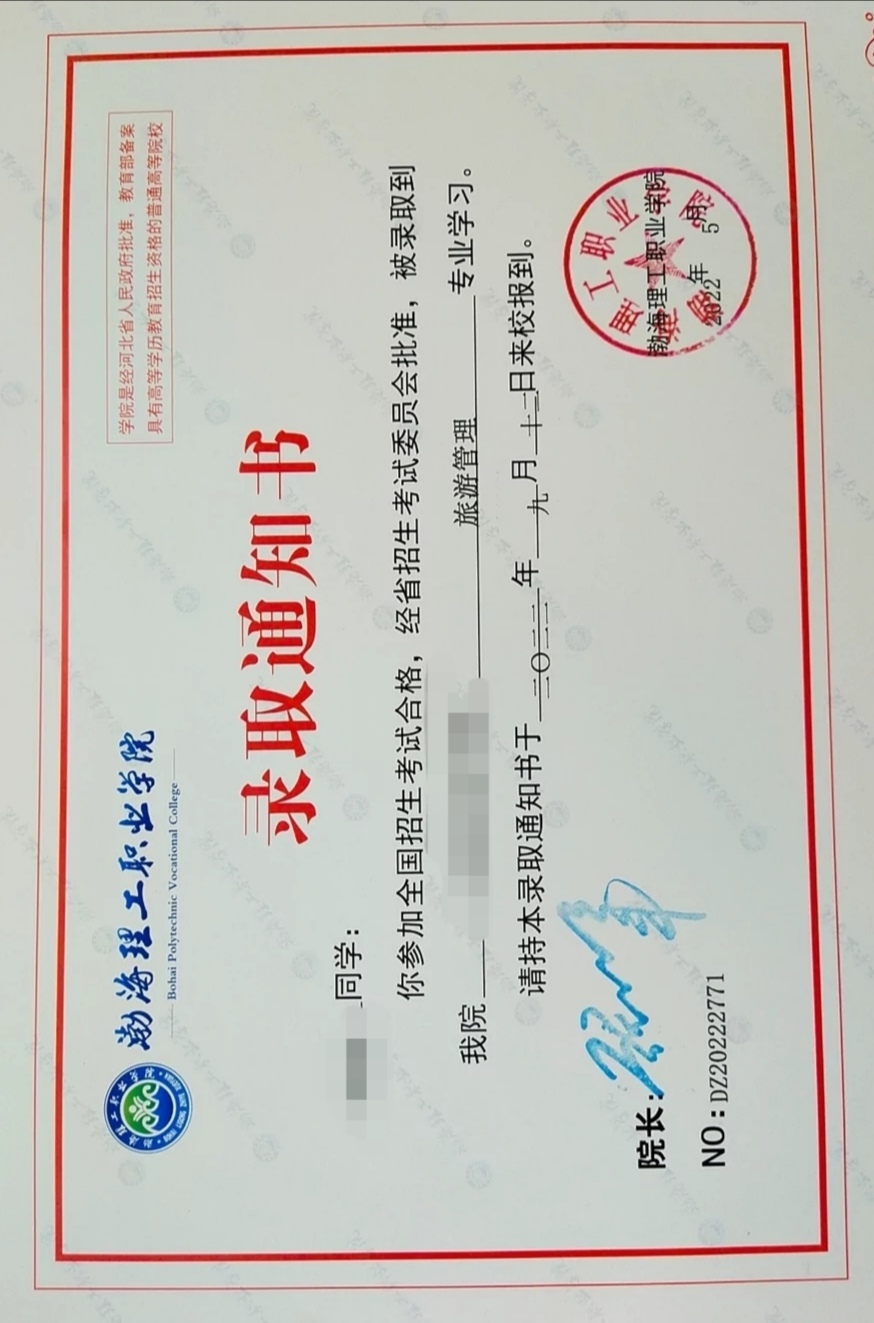 渤海理工职业学院
Bohai Polytechnic Vocational College
学院是经河北省人民政府批准，教育部备案
具有高等学历教育招生资格的普通高等院校
录取通知书
同学：
你参加全国招生考试合格，经省招生考试委员会批准，被录取到
我院 旅游管理 专业学习。
请持本录取通知书于二〇二二年九月十二日来校报到。
院长：
渤海理工职业学院
2022年 5月
NO：DZ20222771